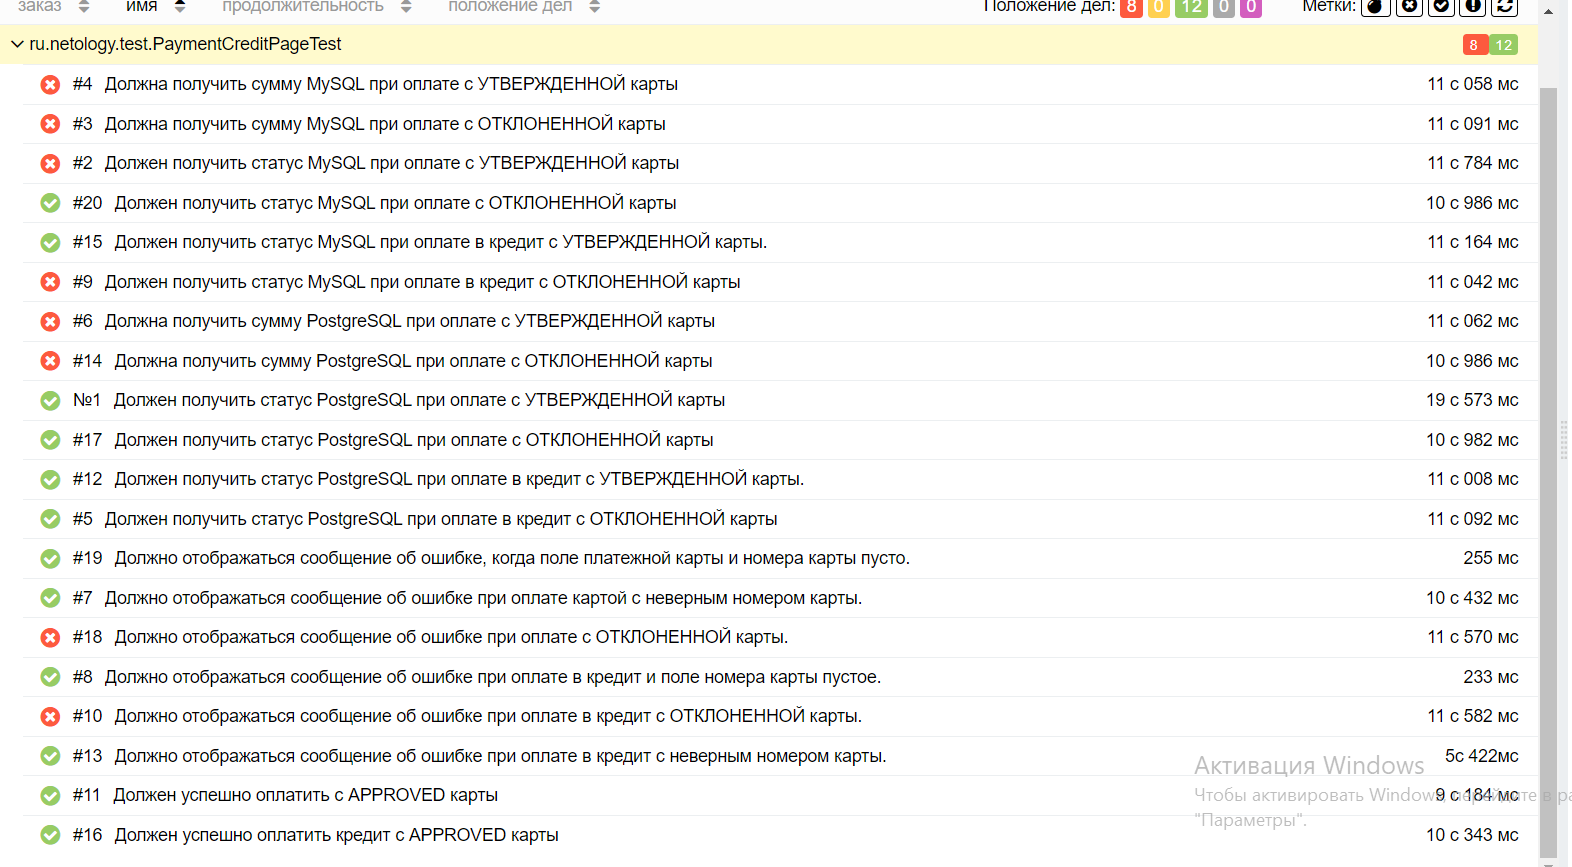 заказ имя продолжительность положение дел Положение дел: 8 0 12 0 0 Метки:
ru.netology.test.PaymentCreditPageTest 8 12
#4 Должна получить сумму MySQL при оплате с УТВЕРЖДЕННОЙ карты 11 с 058 мс
#3 Должна получить сумму MySQL при оплате с ОТКЛОНЕННОЙ карты 11 с 091 мс
#2 Должен получить статус MySQL при оплате с УТВЕРЖДЕННОЙ карты 11 с 784 мс
#20 Должен получить статус MySQL при оплате с ОТКЛОНЕННОЙ карты 10 с 986 мс
#15 Должен получить статус MySQL при оплате в кредит с УТВЕРЖДЕННОЙ карты. 11 с 164 мс
#9 Должен получить статус MySQL при оплате в кредит с ОТКЛОНЕННОЙ карты 11 с 042 мс
#6 Должна получить сумму PostgreSQL при оплате с УТВЕРЖДЕННОЙ карты 11 с 062 мс
#14 Должна получить сумму PostgreSQL при оплате с ОТКЛОНЕННОЙ карты 10 с 986 мс
№1 Должен получить статус PostgreSQL при оплате с УТВЕРЖДЕННОЙ карты 19 с 573 мс
#17 Должен получить статус PostgreSQL при оплате с ОТКЛОНЕННОЙ карты 10 с 982 мс
#12 Должен получить статус PostgreSQL при оплате в кредит с УТВЕРЖДЕННОЙ карты. 11 с 008 мс
#5 Должен получить статус PostgreSQL при оплате в кредит с ОТКЛОНЕННОЙ карты 11 с 092 мс
#19 Должно отображаться сообщение об ошибке, когда поле платежной карты и номера карты пусто. 255 мс
#7 Должно отображаться сообщение об ошибке при оплате картой с неверным номером карты. 10 с 432 мс
#18 Должно отображаться сообщение об ошибке при оплате с ОТКЛОНЕННОЙ карты. 11 с 570 мс
#8 Должно отображаться сообщение об ошибке при оплате в кредит и поле номера карты пустое. 233 мс
#10 Должно отображаться сообщение об ошибке при оплате в кредит с ОТКЛОНЕННОЙ карты. 11 с 582 мс
#13 Должно отображаться сообщение об ошибке при оплате в кредит с неверным номером карты. 5с 422мс
Активация Windows
#11 Должен успешно оплатить с APPROVED карты 9 с 184 мс
Чтобы активировать Windows, перейдите в
"Параметры".
#16 Должен успешно оплатить кредит с APPROVED карты 10 с 343 мс